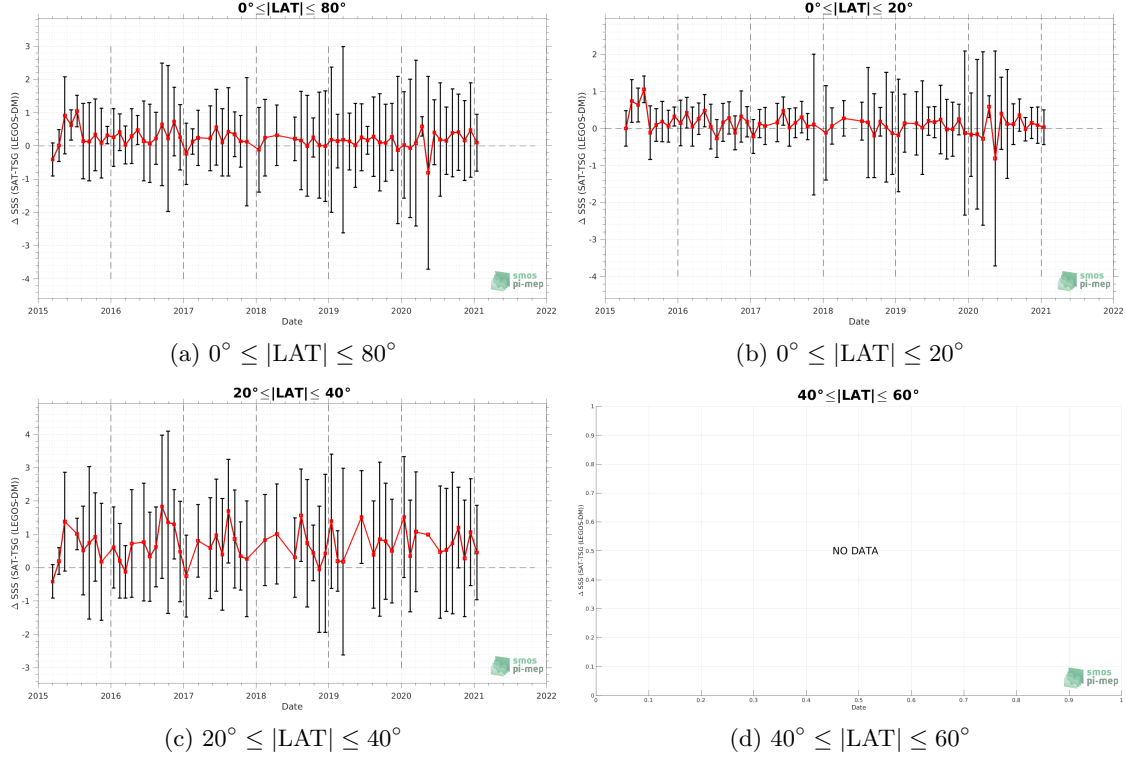 0°≤|LAT|≤ 80°
3
2
1
0
-1
-2
-3
-4
Δ SSS (SAT-TSG (LEGOS-DM))
2015 2016 2017 2018 2019 2020 2021 2022
Date
smos
pi-mep
(a) 0° ≤ |LAT| ≤ 80°
0°≤|LAT|≤ 20°
2
1
0
-1
-2
-3
-4
Δ SSS (SAT-TSG (LEGOS-DM))
2015 2016 2017 2018 2019 2020 2021 2022
Date
smos
pi-mep
(b) 0° ≤ |LAT| ≤ 20°
20°≤|LAT|≤ 40°
4
3
2
1
0
-1
-2
-3
Δ SSS (SAT-TSG (LEGOS-DM))
2015 2016 2017 2018 2019 2020 2021 2022
Date
smos
pi-mep
(c) 20° ≤ |LAT| ≤ 40°
40°≤|LAT|≤ 60°
1
0.9
0.8
0.7
0.6
0.5
0.4
0.3
0.2
0.1
0
Δ SSS (SAT-TSG (LEGOS-DM))
NO DATA
0 0.1 0.2 0.3 0.4 0.5 0.6 0.7 0.8 0.9 1
Date
smos
pi-mep
(d) 40° ≤ |LAT| ≤ 60°